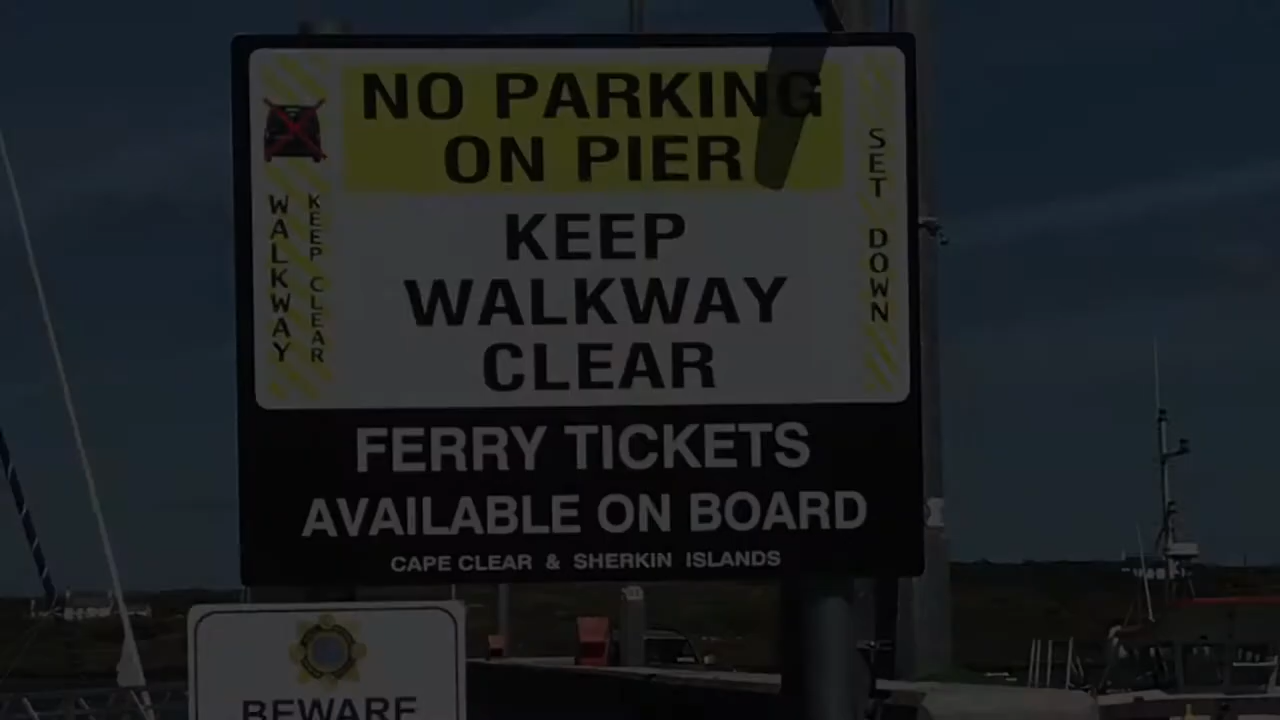 NO PARKING
ON PIER
KEEP
WALKWAY
CLEAR
WALKWAY
KEEP CLEAR
SET DOWN
FERRY TICKETS
AVAILABLE ON BOARD
CAPE CLEAR & SHERKIN ISLANDS
BEWARE